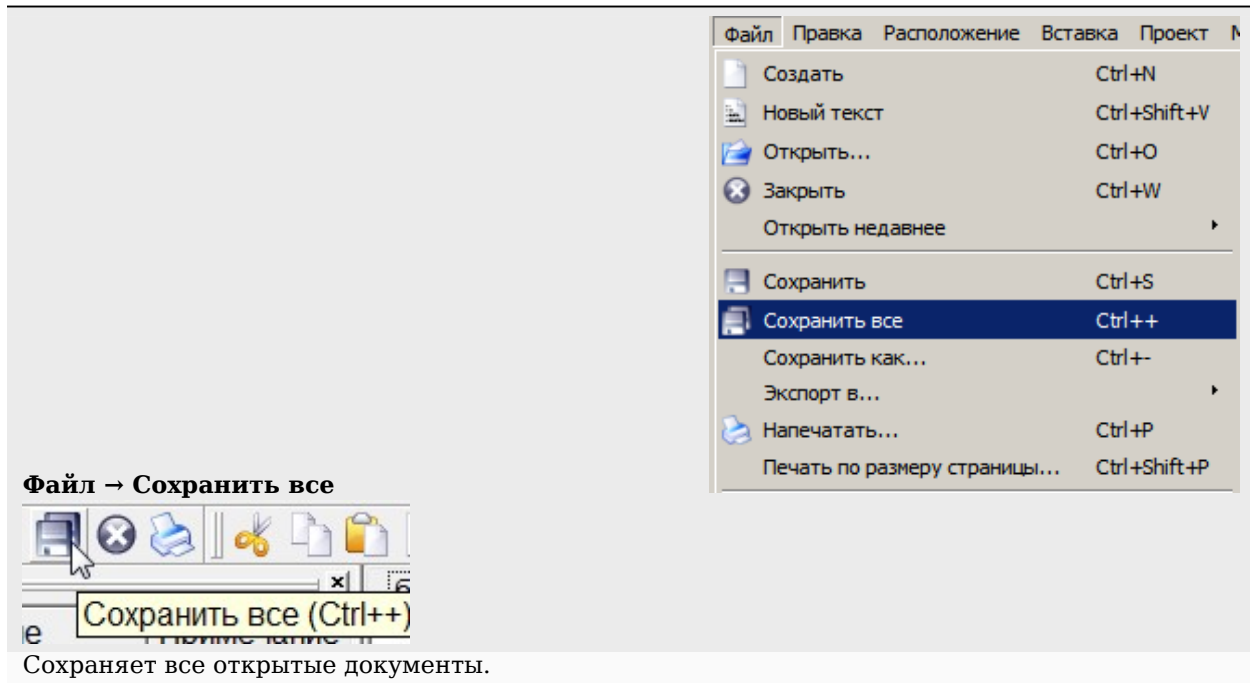 Файл Правка Расположение Вставка Проект
Создать Ctrl+N
Новый текст Ctrl+Shift+V
Открыть... Ctrl+O
Закрыть Ctrl+W
Открыть недавнее
Сохранить Ctrl+S
Сохранить все Ctrl++
Сохранить как... Ctrl+-
Экспорт в...
Напечатать... Ctrl+P
Печать по размеру страницы... Ctrl+Shift+P
Файл → Сохранить все
Сохранить все (Ctrl++)
Сохраняет все открытые документы.